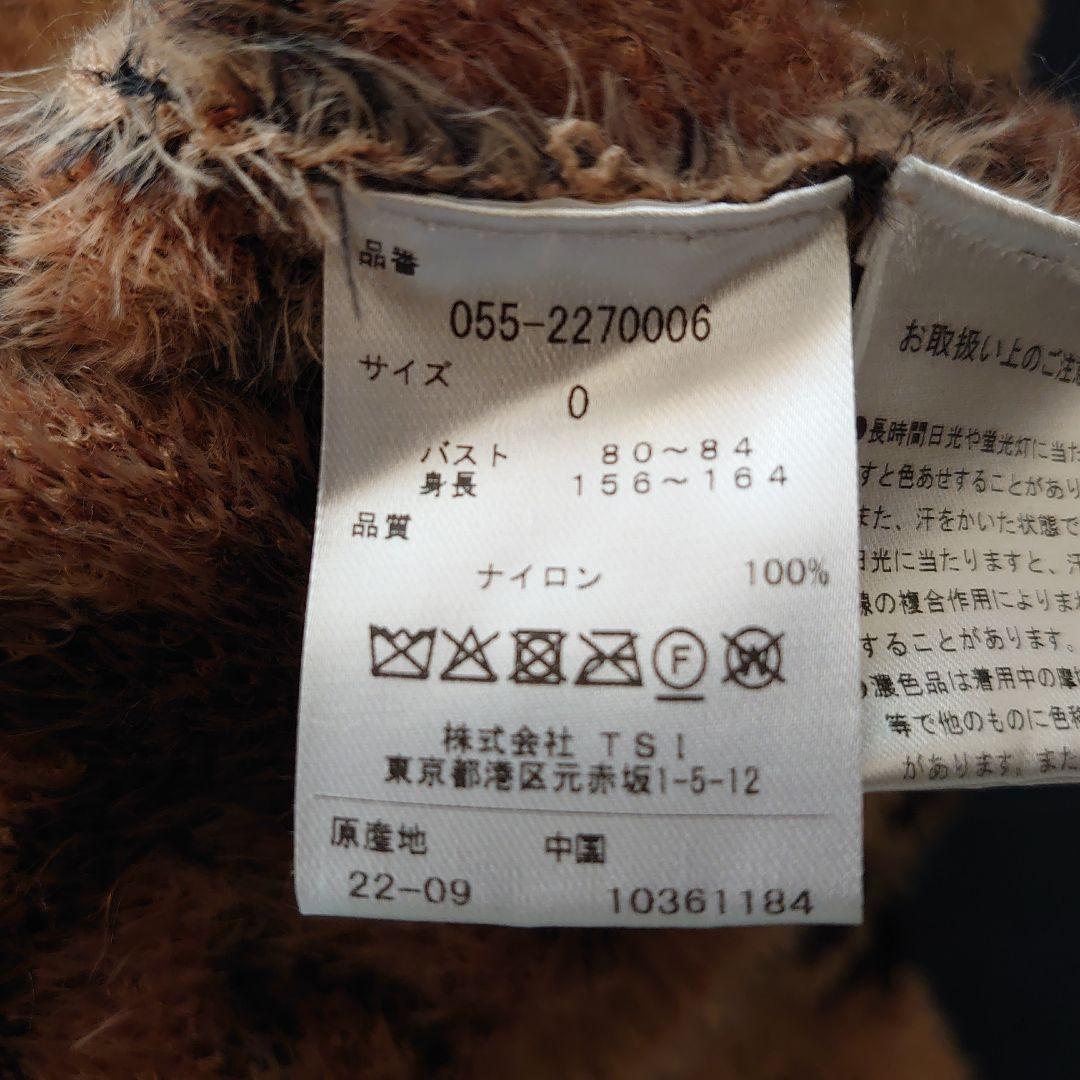 品番
055-2270006
サイズ
0
バスト 80～84
身長 156～164
品質
ナイロン 100%
F
W
株式会社 TSI
東京都港区元赤坂1-5-12
原産地 中国
22-09 10361184
お取扱い上のご注意
●長時間日光や蛍光灯に当た
すと色あせすることがあり
また、汗をかいた状態で
日光に当たりますと、汗
線の複合作用によりまれ
することがあります。
濃色品は着用中の摩擦
等で他のものに色移
があります。また